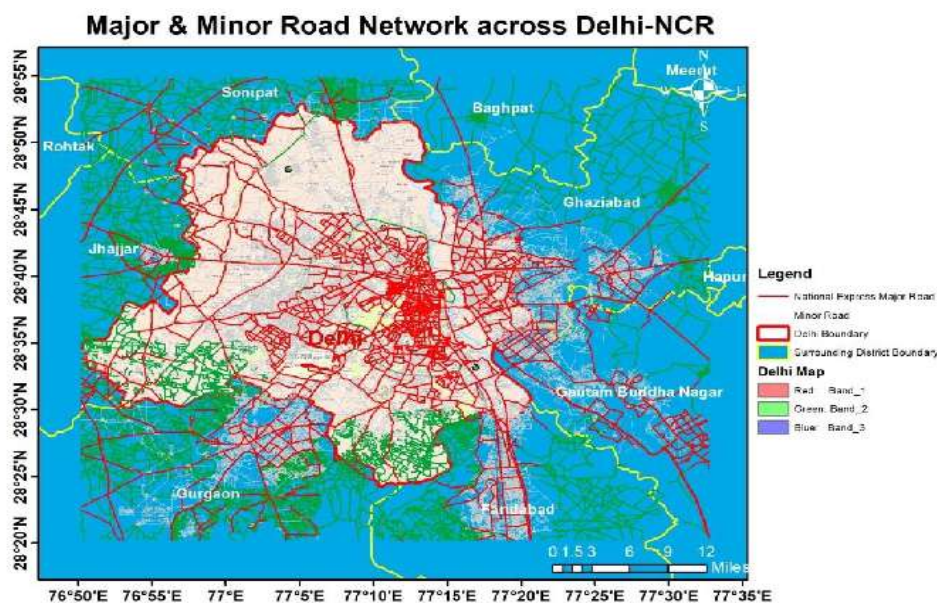 Major & Minor Road Network across Delhi-NCR
28°55'N
28°50'N
28°45'N
28°40'N
28°35'N
28°30'N
28°25'N
28°20'N
Meerut
N
W E
S
Sonipat
Baghpat
Rohtak
Ghaziabad
Jhajjar
Hapur
Delhi
Gautam Buddha Nagar
Gurgaon
Faridabad
0 1.5 3 6 9 12
Miles
76°50'E 76°55'E 77°0'E 77°5'E 77°10'E 77°15'E 77°20'E 77°25'E 77°30'E 77°35'E
Legend
National Express Major Road
Minor Road
Delhi Boundary
Surrounding District Boundary
Delhi Map
Red: Band_1
Green: Band_2
Blue: Band_3